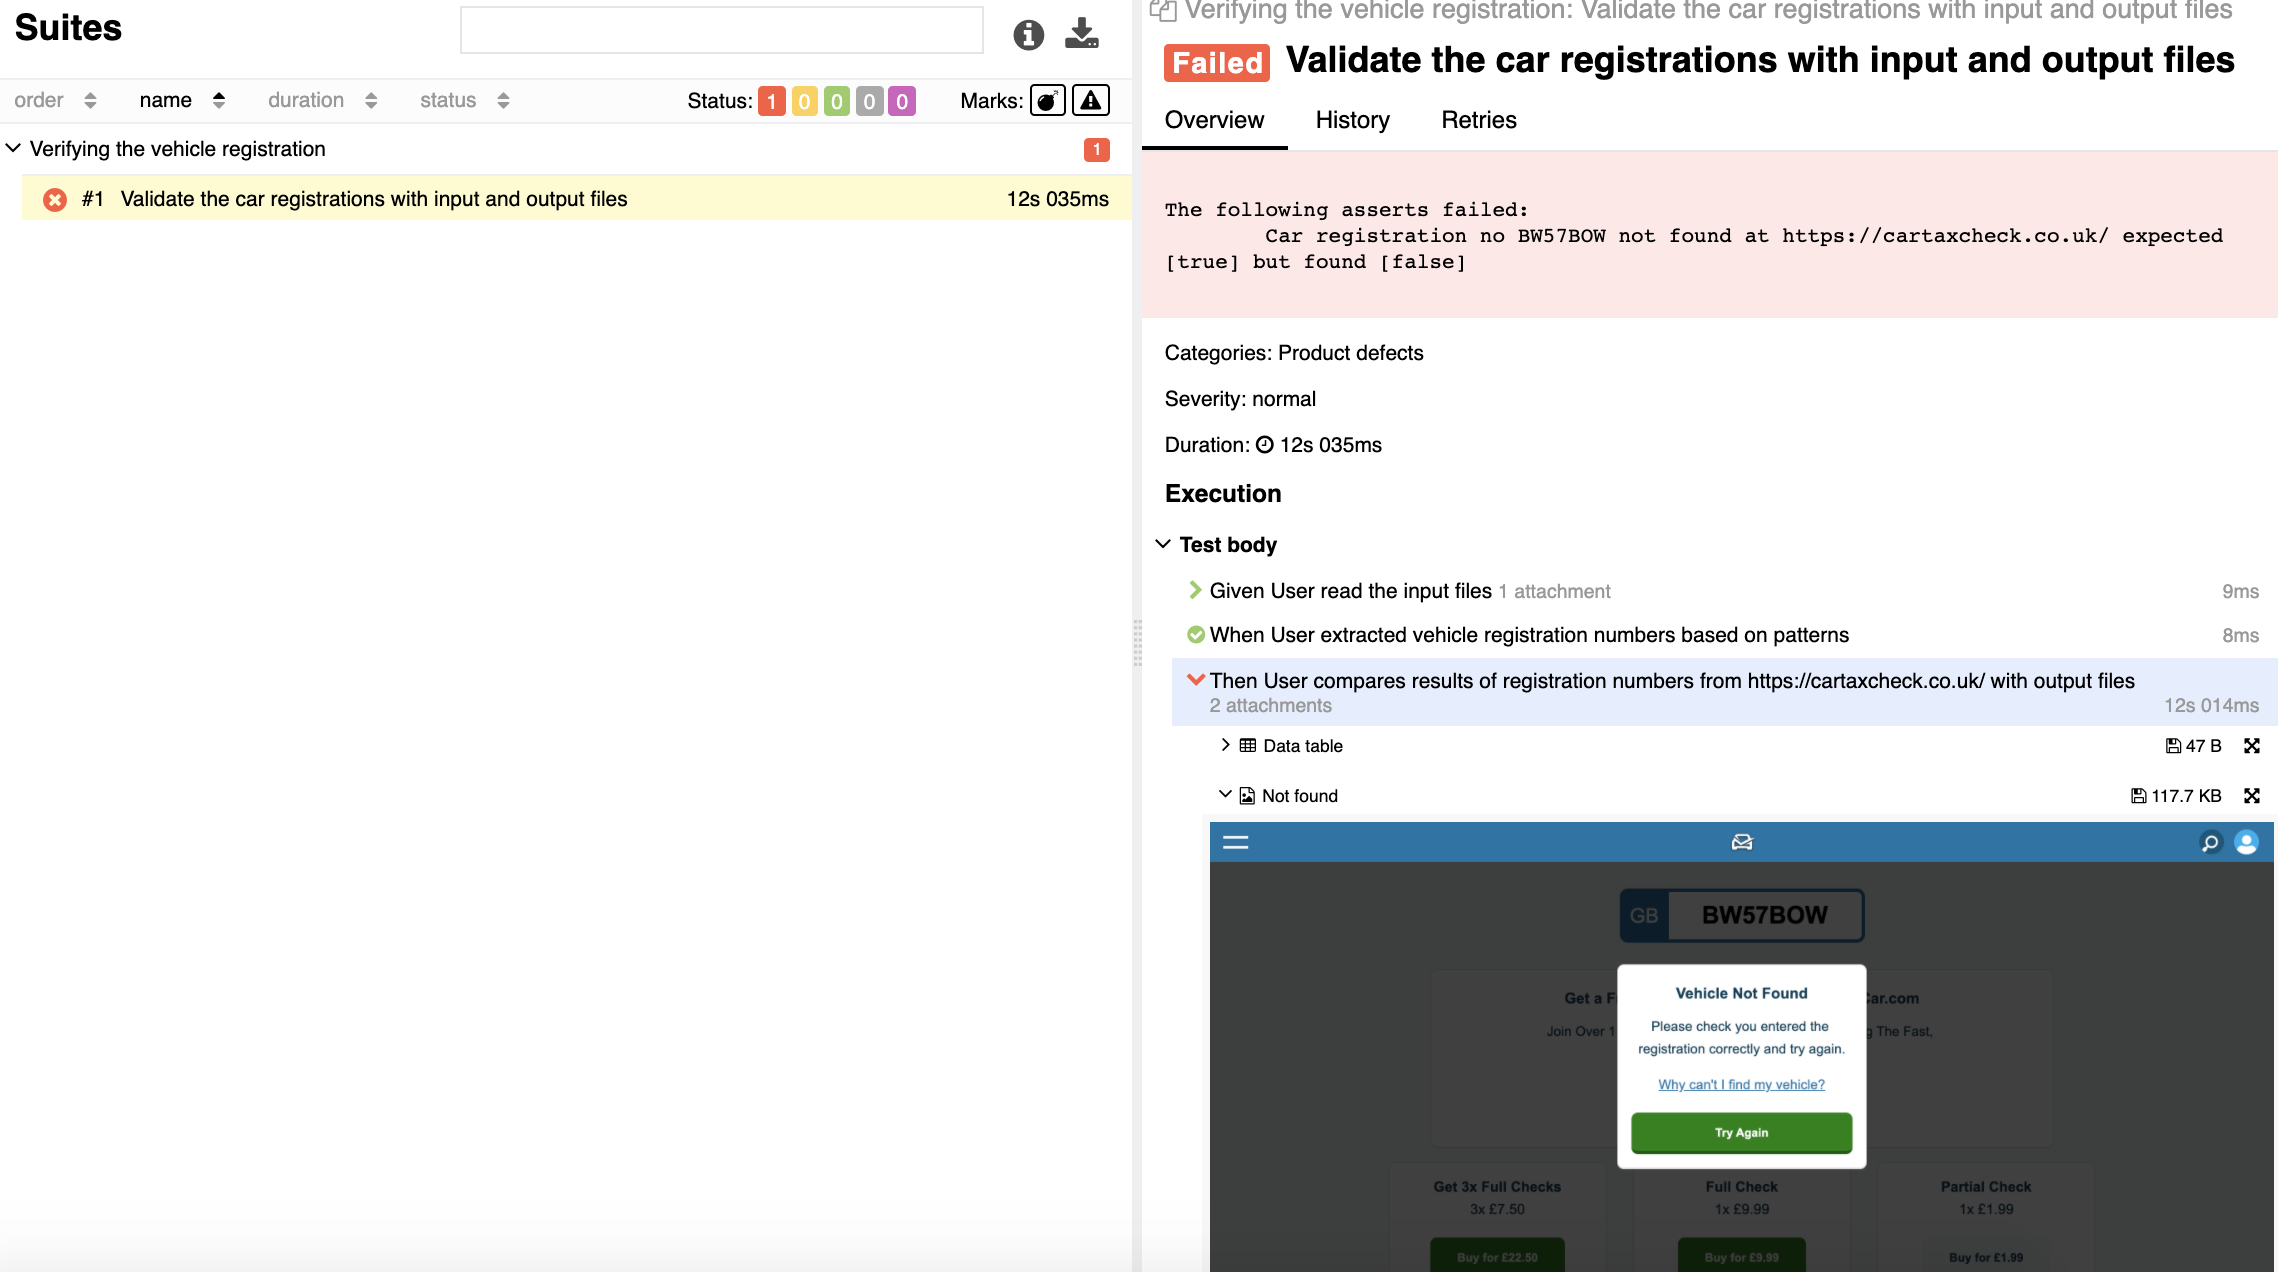 Suites
order name duration status Status: 1 0 0 0 0 Marks:
Verifying the vehicle registration 1
#1 Validate the car registrations with input and output files 12s 035ms
Verifying the vehicle registration: Validate the car registrations with input and output files
Failed Validate the car registrations with input and output files
Overview History Retries
The following asserts failed:
Car registration no BW57BOW not found at https://cartaxcheck.co.uk/ expected
[true] but found [false]
Categories: Product defects
Severity: normal
Duration: 12s 035ms
Execution
Test body
Given User read the input files 1 attachment 9ms
When User extracted vehicle registration numbers based on patterns 8ms
Then User compares results of registration numbers from https://cartaxcheck.co.uk/ with output files
2 attachments 12s 014ms
Data table 47 B
Not found 117.7 KB
GB BW57BOW
Get a F
Car.com
Join Over 1
g The Fast,
Vehicle Not Found
Please check you entered the
registration correctly and try again.
Why can't I find my vehicle?
Try Again
Get 3x Full Checks Full Check Partial Check
3x £7.50 1x £9.99 1x £1.99
Buy for £22.50 Buy for £9.99 Buy for £1.99